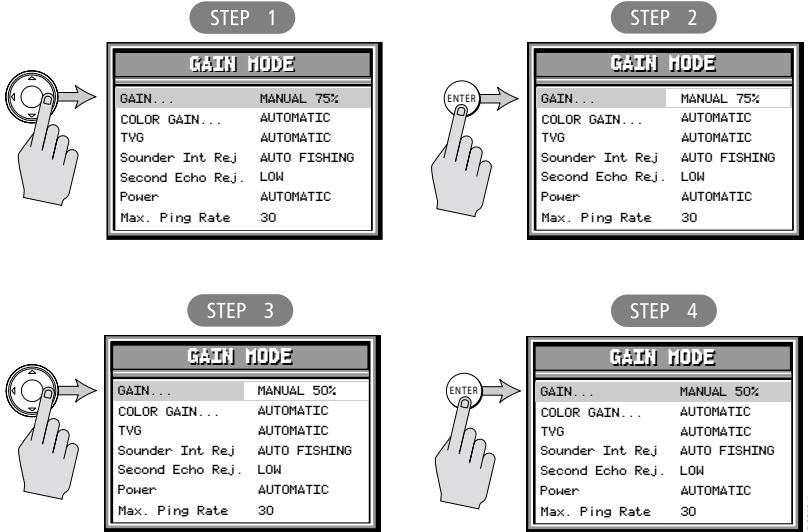 STEP 1
GAIN MODE
GAIN... MANUAL 75%
COLOR GAIN... AUTOMATIC
TVG AUTOMATIC
Sounder Int Rej AUTO FISHING
Second Echo Rej. LOW
Power AUTOMATIC
Max. Ping Rate 30
STEP 2
ENTER
GAIN MODE
GAIN... MANUAL 75%
COLOR GAIN... AUTOMATIC
TVG AUTOMATIC
Sounder Int Rej AUTO FISHING
Second Echo Rej. LOW
Power AUTOMATIC
Max. Ping Rate 30
STEP 3
GAIN MODE
GAIN... MANUAL 50%
COLOR GAIN... AUTOMATIC
TVG AUTOMATIC
Sounder Int Rej AUTO FISHING
Second Echo Rej. LOW
Power AUTOMATIC
Max. Ping Rate 30
STEP 4
ENTER
GAIN MODE
GAIN... MANUAL 50%
COLOR GAIN... AUTOMATIC
TVG AUTOMATIC
Sounder Int Rej AUTO FISHING
Second Echo Rej. LOW
Power AUTOMATIC
Max. Ping Rate 30